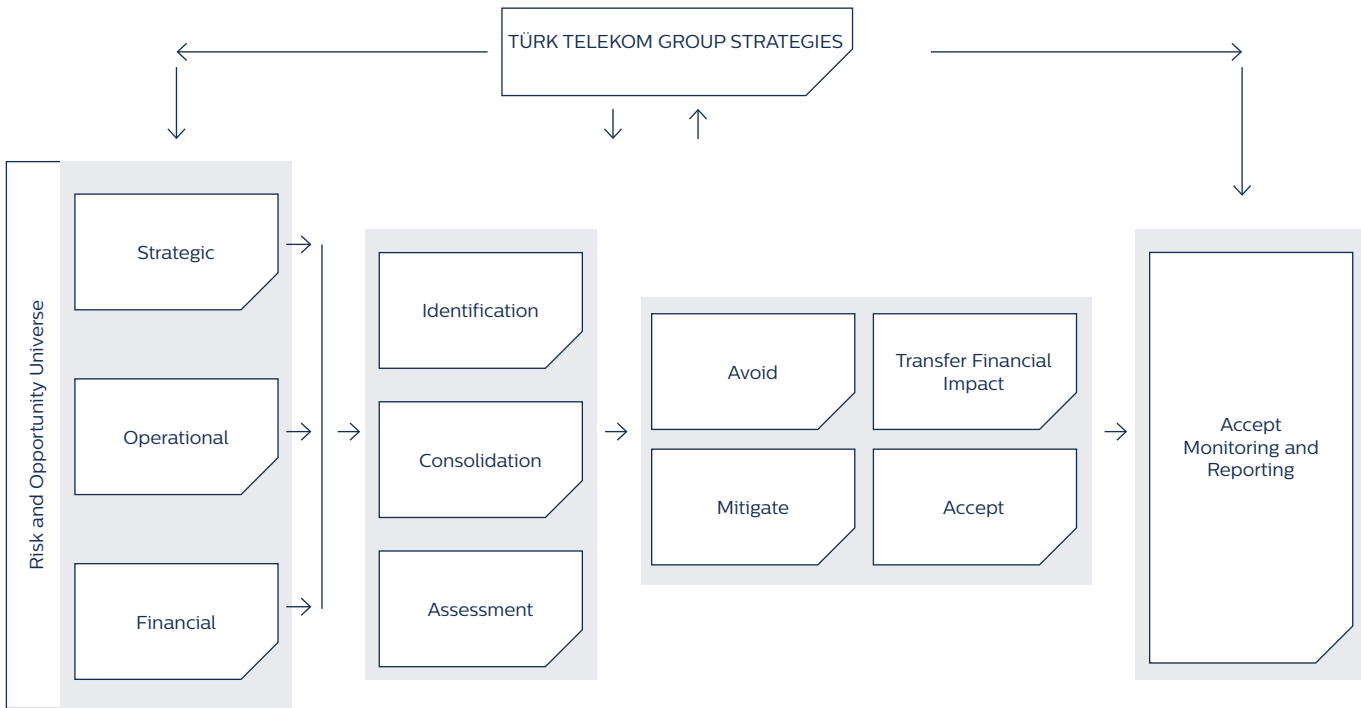 TÜRK TELEKOM GROUP STRATEGIES
Risk and Opportunity Universe
Strategic
Operational
Financial
Identification
Consolidation
Assessment
Avoid
Transfer Financial
Impact
Mitigate
Accept
Accept
Monitoring and
Reporting